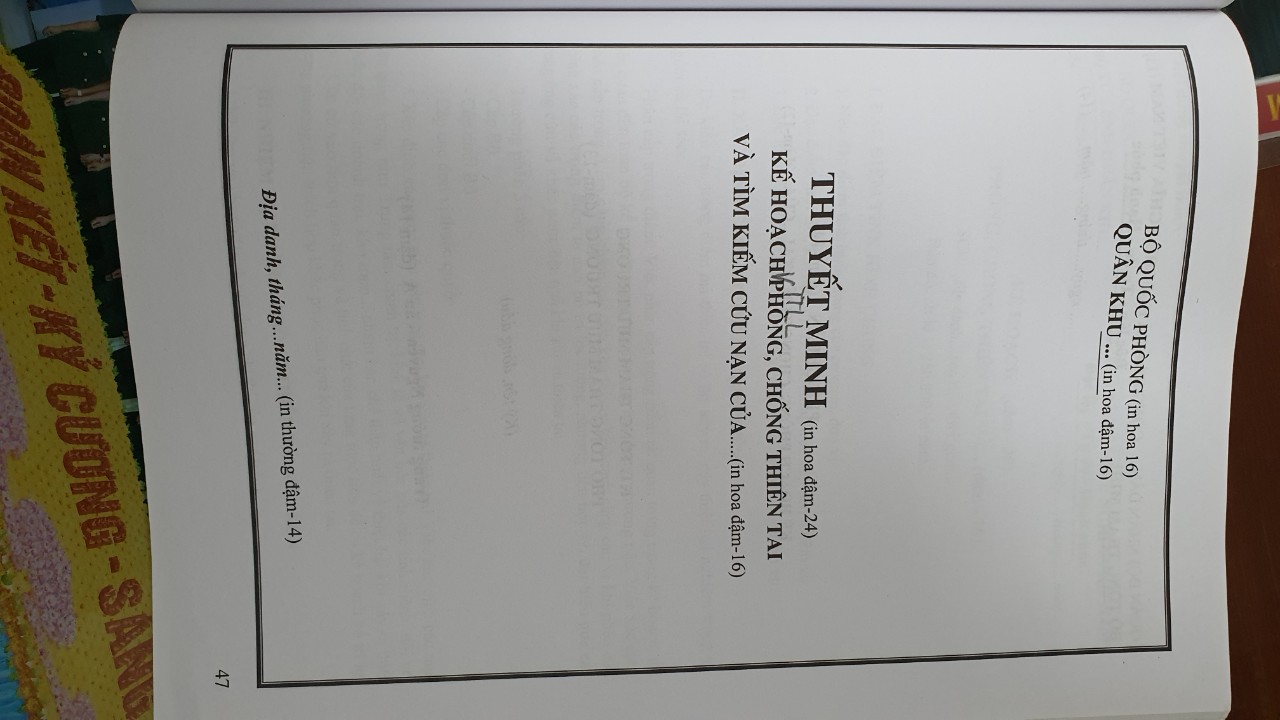 BỘ QUỐC PHÒNG (in hoa 16)
QUÂN KHU ... (in hoa đậm-16)
THUYẾT MINH (in hoa đậm-24)
KẾ HOẠCH PHÒNG, CHỐNG THIÊN TAI
VÀ TÌM KIẾM CỨU NẠN CỦA.....(in hoa đậm-16)
Địa danh, tháng ...năm... (in thường đậm-14)
47
KẾT - KỶ CƯƠNG - SÁNG